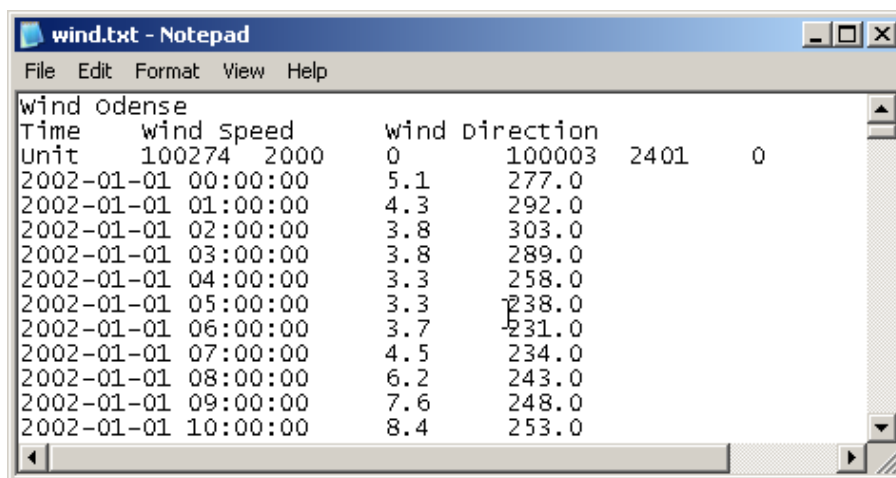 wind.txt - Notepad
File Edit Format View Help
Wind Odense
Time Wind Speed Wind Direction
Unit 100274 2000 0 100003 2401 0
2002-01-01 00:00:00 5.1 277.0
2002-01-01 01:00:00 4.3 292.0
2002-01-01 02:00:00 3.8 303.0
2002-01-01 03:00:00 3.8 289.0
2002-01-01 04:00:00 3.3 258.0
2002-01-01 05:00:00 3.3 238.0
2002-01-01 06:00:00 3.7 231.0
2002-01-01 07:00:00 4.5 234.0
2002-01-01 08:00:00 6.2 243.0
2002-01-01 09:00:00 7.6 248.0
2002-01-01 10:00:00 8.4 253.0